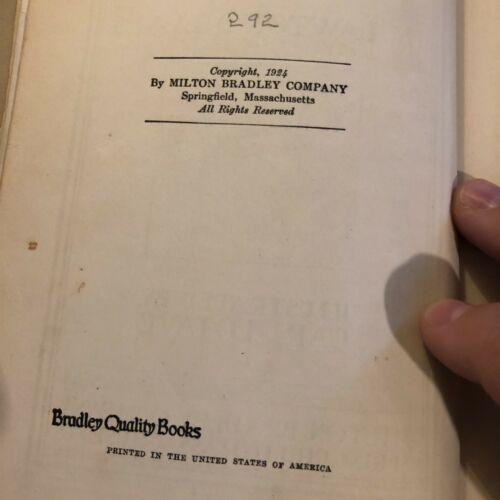 292
Copyright, 1924
By MILTON BRADLEY COMPANY
Springfield, Massachusetts
All Rights Reserved
Bradley Quality Books
PRINTED IN THE UNITED STATES OF AMERICA